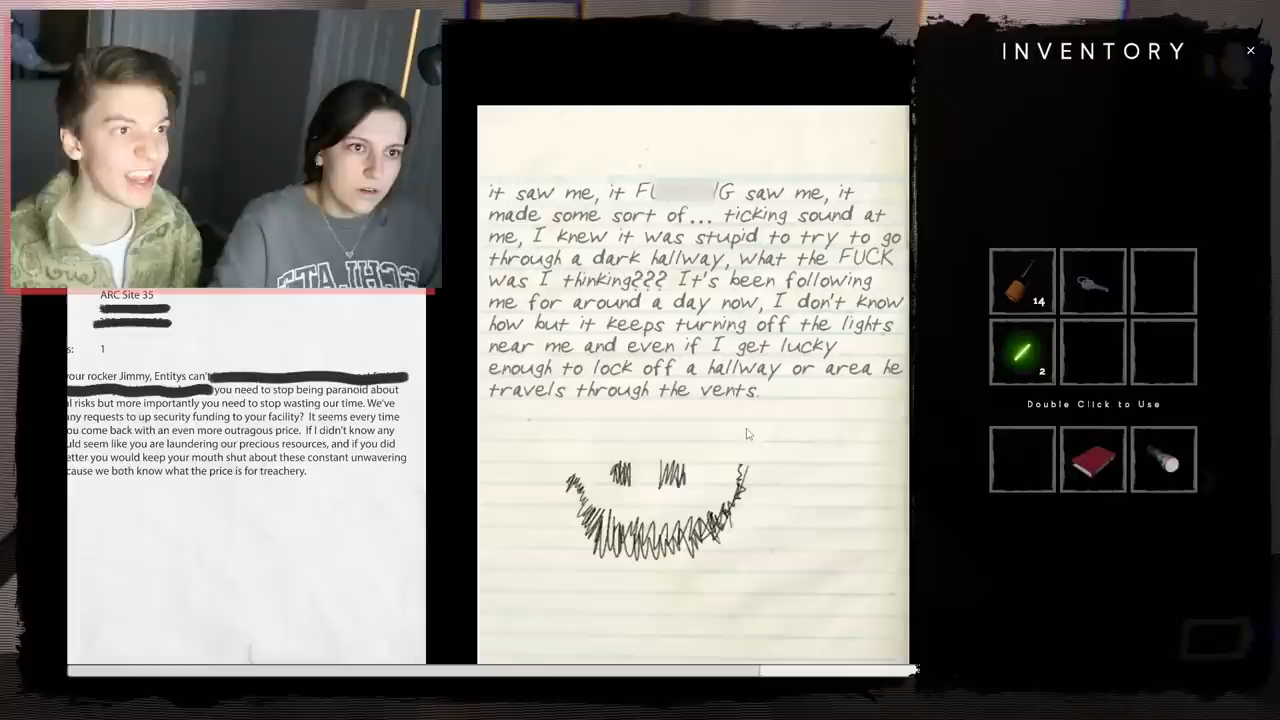 INVENTORY
it saw me, it FU G saw me, it
made some sort of... ticking sound at
me, I knew it was stupid to try to go
through a dark hallway, what the FUCK
was I thinking??? It's been following
me for around a day now, I don't know
how but it keeps turning off the lights
near me and even if I get lucky
enough to lock off a hallway or area he
travels through the vents.
ARC Site 35
s: 1
your rocker Jimmy, Entitys can't
you need to stop being paranoid about
l risks but more importantly you need to stop wasting our time. We've
ny requests to up security funding to your facility? It seems every time
ou come back with an even more outragous price. If I didn't know any
uld seem like you are laundering our precious resources, and if you did
etter you would keep your mouth shut about these constant unwavering
cause we both know what the price is for treachery.
14
2
Double Click to Use